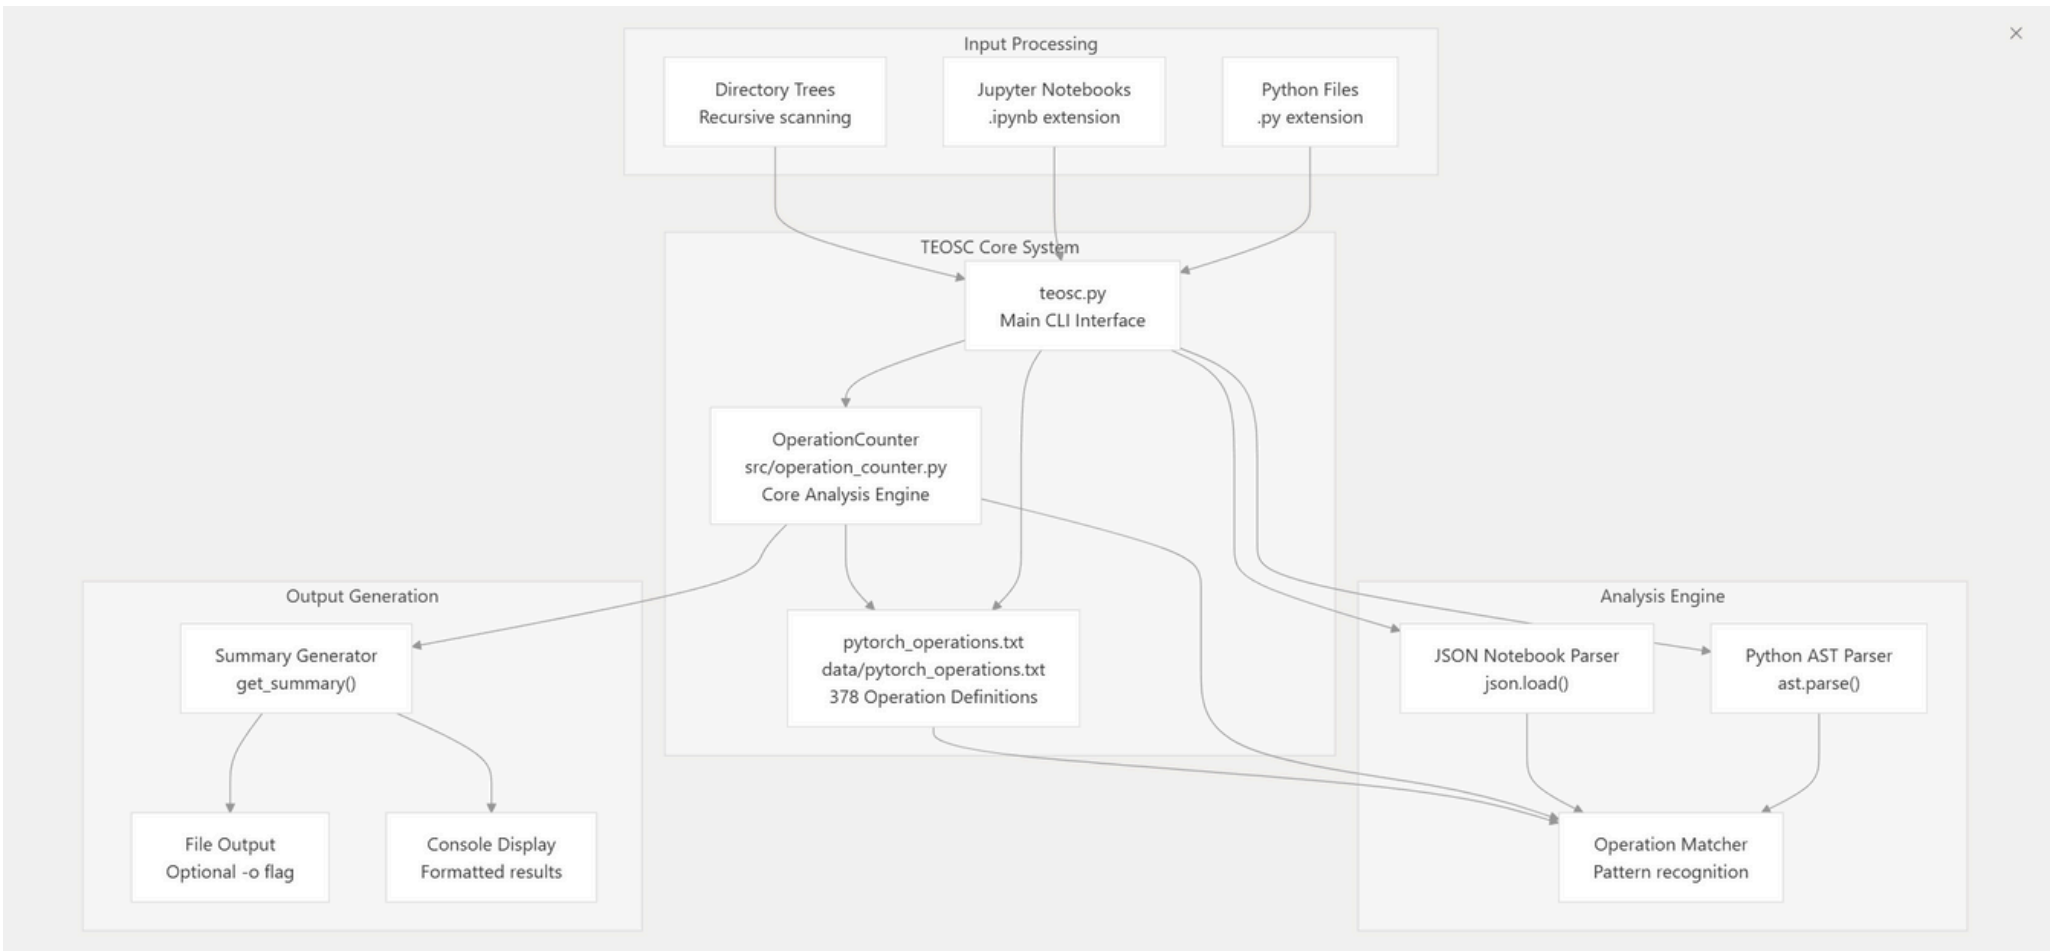 Input Processing
Directory Trees
Recursive scanning
Jupyter Notebooks
.ipynb extension
Python Files
.py extension
TEOSC Core System
teosc.py
Main CLI Interface
OperationCounter
src/operation_counter.py
Core Analysis Engine
pytorch_operations.txt
data/pytorch_operations.txt
378 Operation Definitions
Output Generation
Summary Generator
get_summary()
File Output
Optional -o flag
Console Display
Formatted results
Analysis Engine
JSON Notebook Parser
json.load()
Python AST Parser
ast.parse()
Operation Matcher
Pattern recognition